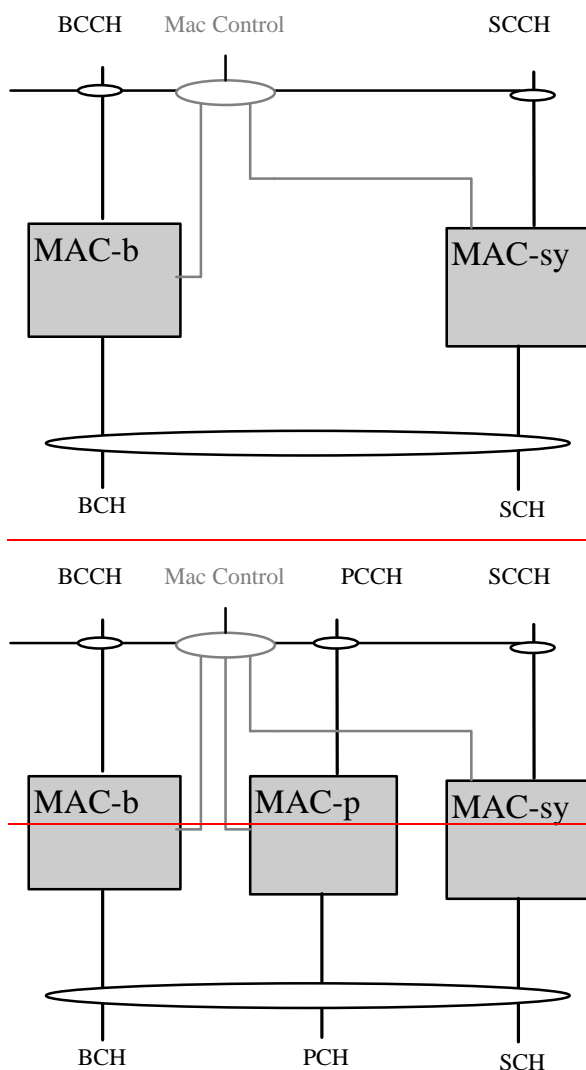 BCCH Mac Control SCCH
MAC-b MAC-sy
BCH SCH
BCCH Mac Control PCCH SCCH
MAC-b MAC-p MAC-sy
BCH PCH SCH